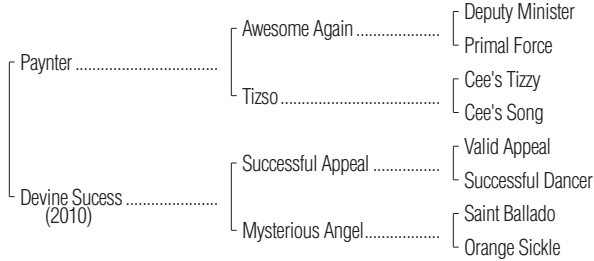 Deputy Minister
Awesome Again ....................
Primal Force
Paynter ..................................
Cee's Tizzy
Tizso ......................................
Cee's Song
Valid Appeal
Successful Appeal ................
Successful Dancer
Devine Sucess ......................
(2010)
Saint Ballado
Mysterious Angel..................
Orange Sickle